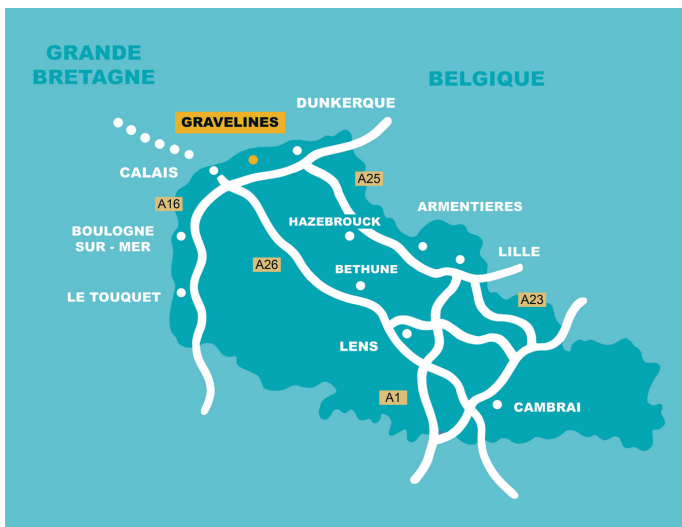 GRANDE
BRETAGNE
BELGIQUE
DUNKERQUE
GRAVELINES
CALAIS
A25
A16
ARMENTIERES
HAZEBROUCK
BOULOGNE
SUR - MER
LILLE
A26
BETHUNE
LE TOUQUET
A23
LENS
A1
CAMBRAI